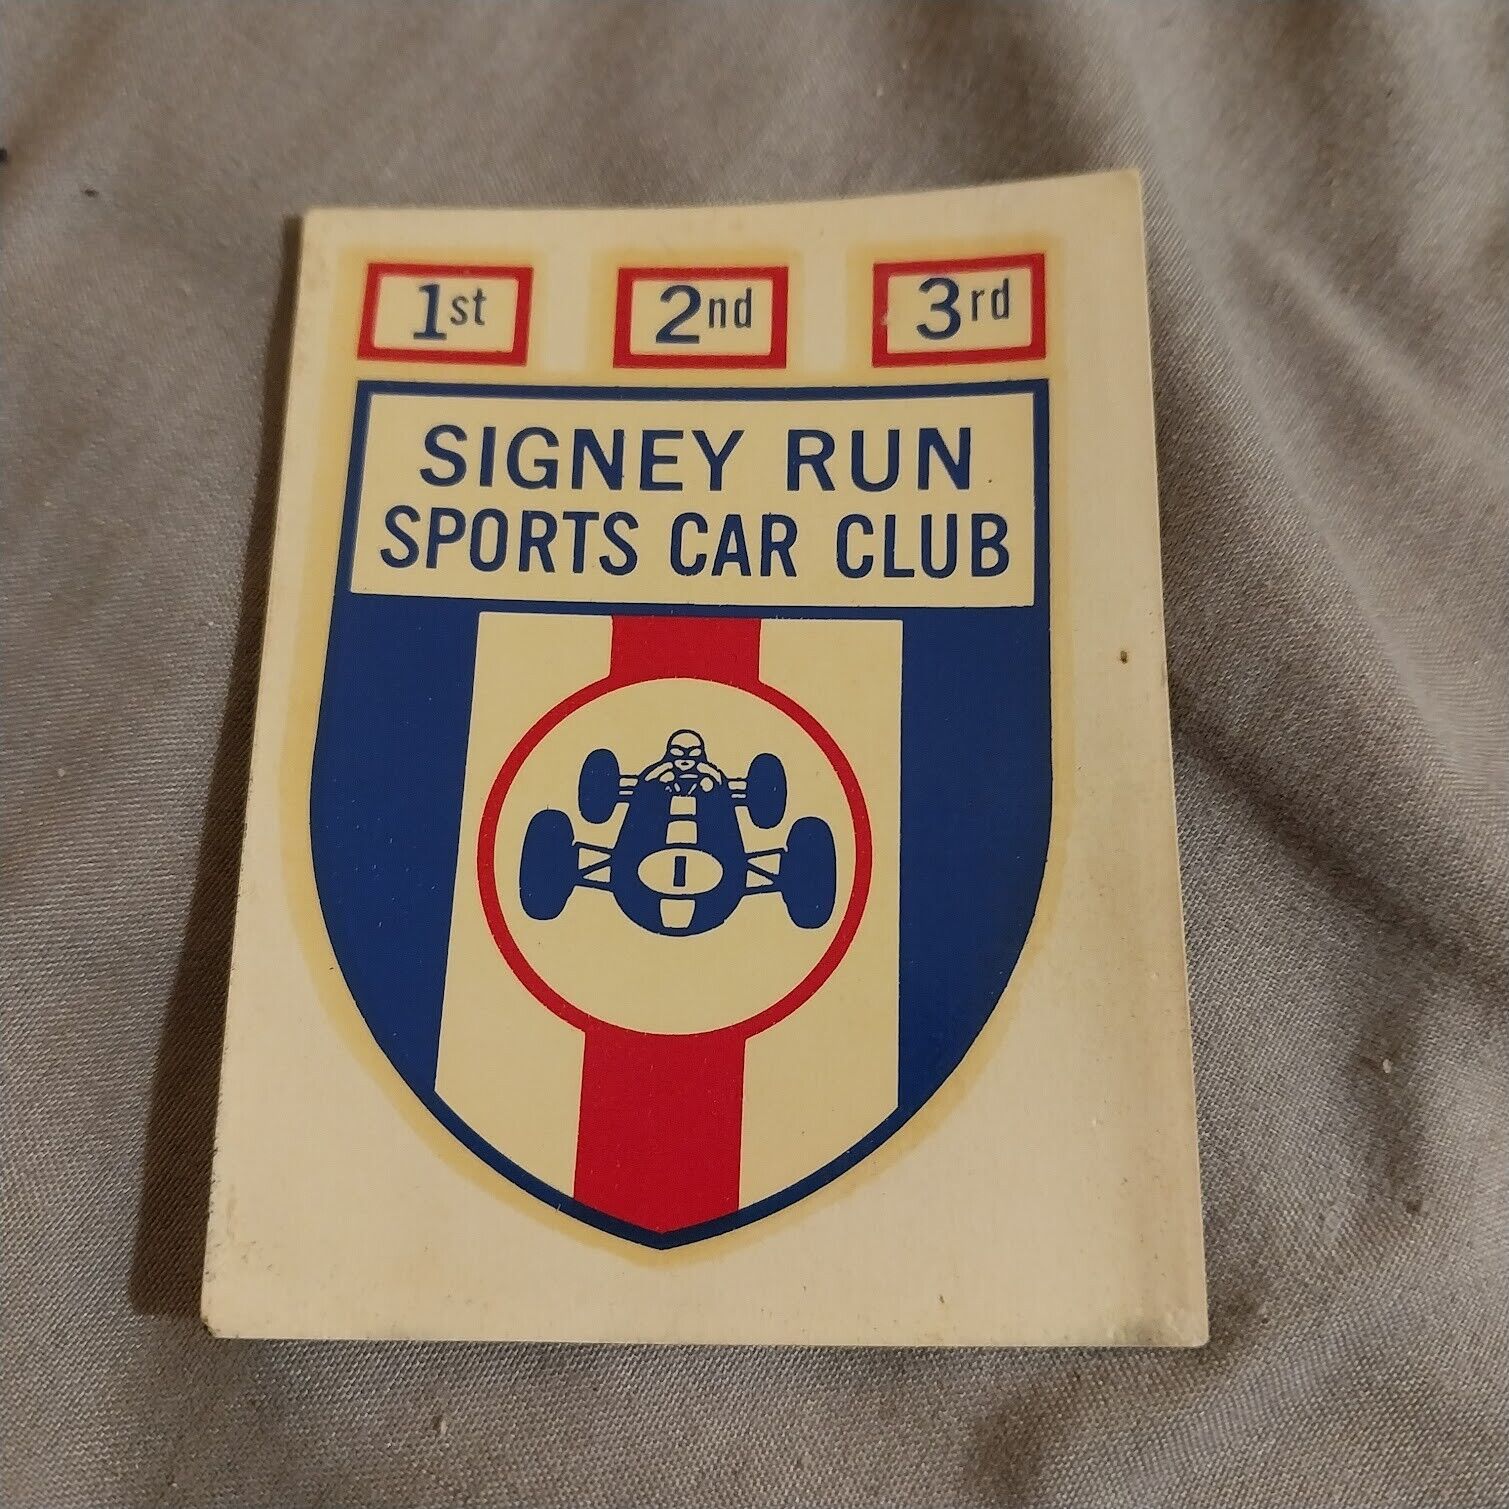 1st 2nd 3rd
SIGNEY RUN
SPORTS CAR CLUB
1